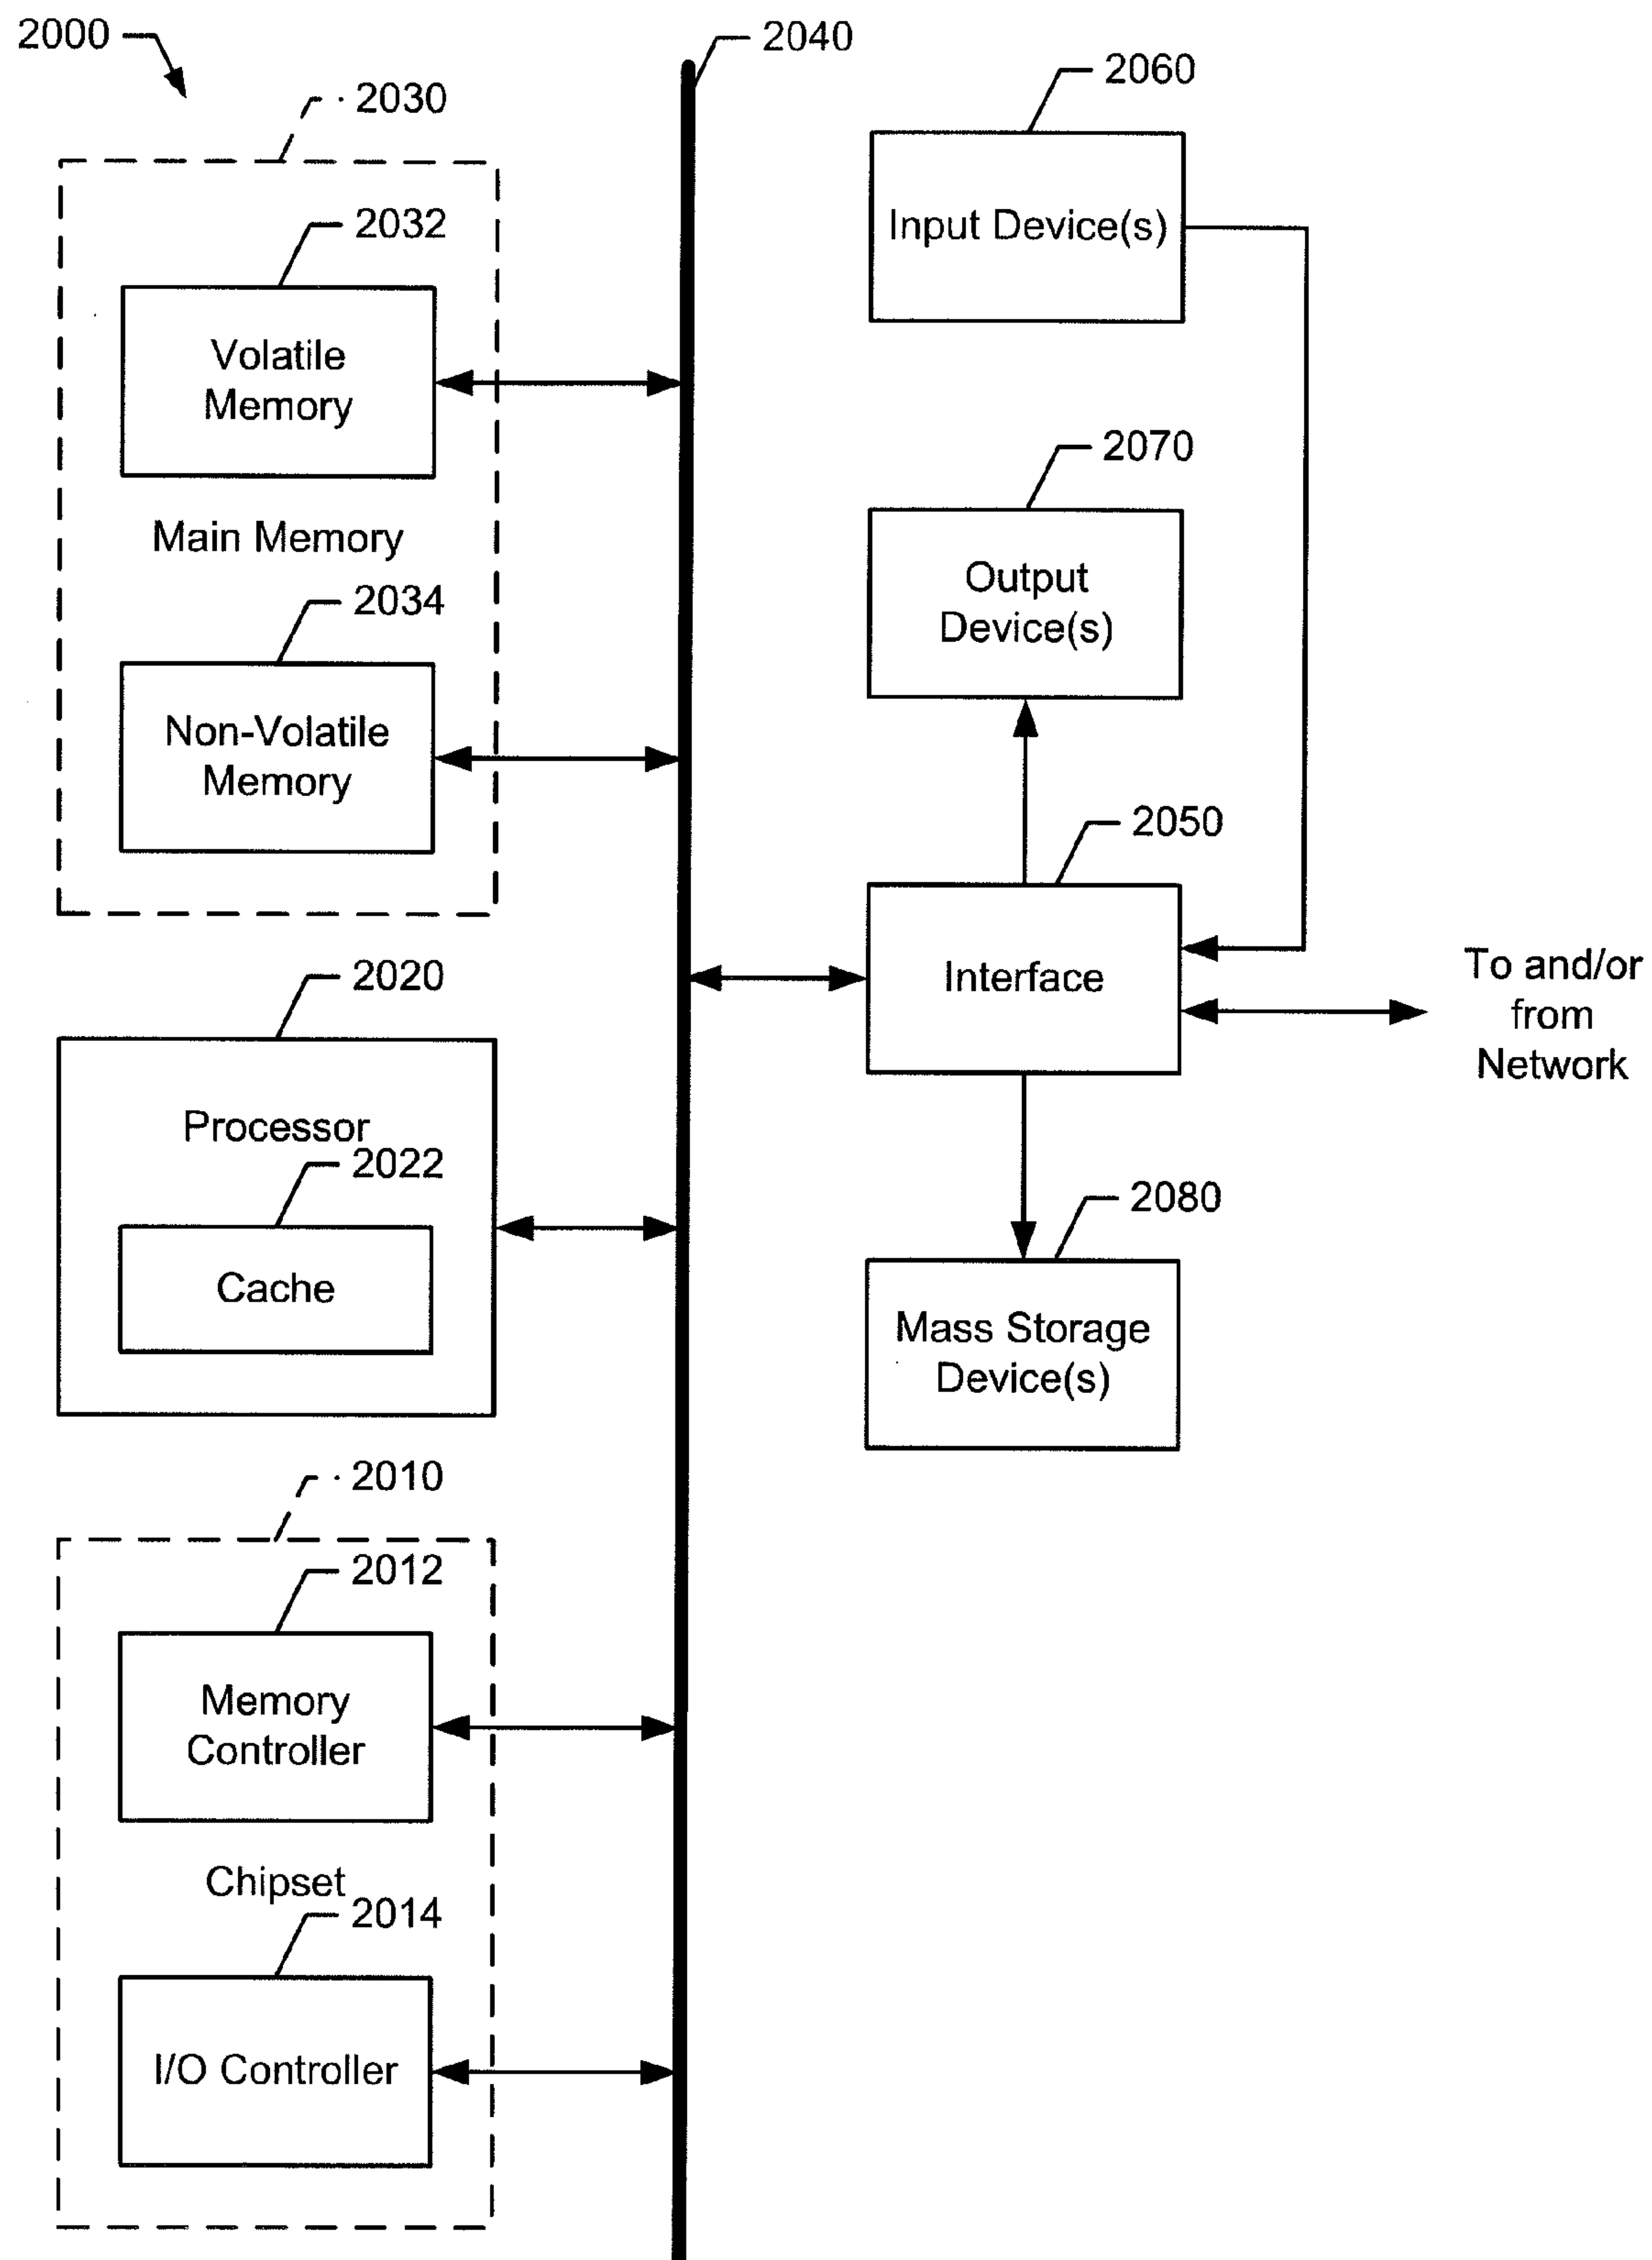 2000
2040
2030
2060
2032
Input Device(s)
Volatile
Memory
2070
Main Memory
Output
Device(s)
2034
Non-Volatile
Memory
2050
Interface
To and/or
from
Network
2020
Processor
2022
Cache
2080
Mass Storage
Device(s)
2010
2012
Memory
Controller
Chipset
2014
I/O Controller